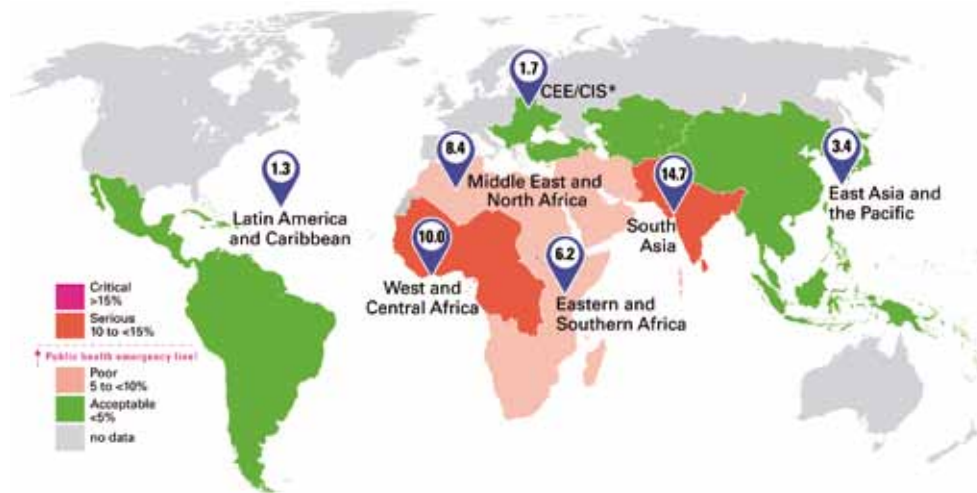 1.7
CEE/CIS*
8.4
Middle East and
North Africa
1.3
Latin America
and Caribbean
3.4
East Asia and
the Pacific
14.7
South
Asia
10.0
West and
Central Africa
6.2
Eastern and
Southern Africa
Critical
>15%
Serious
10 to <15%
Public health emergency line!
Poor
5 to <10%
Acceptable
<5%
no data